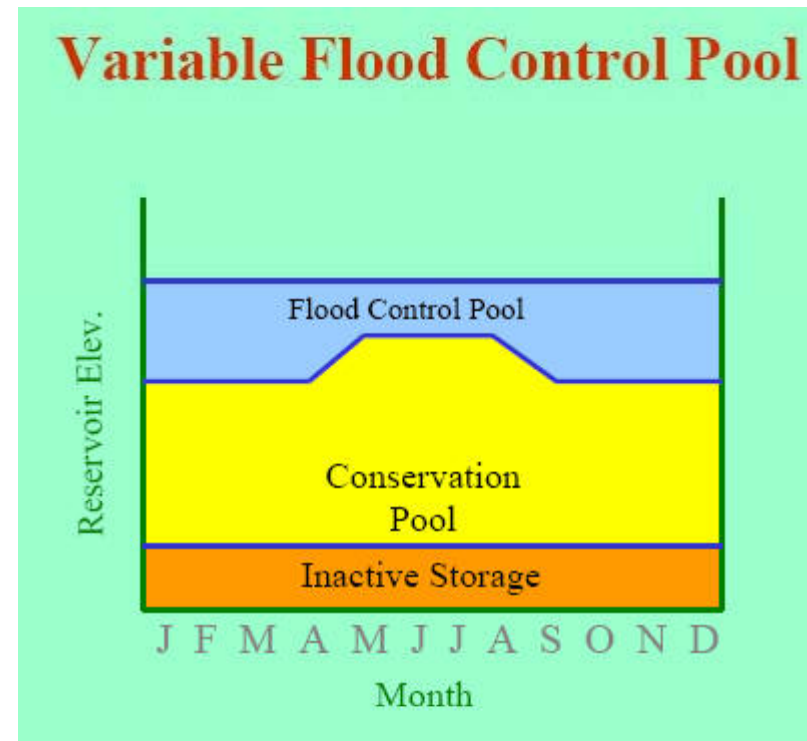 Variable Flood Control Pool
Reservoir Elev.
Flood Control Pool
Conservation
Pool
Inactive Storage
J F M A M J J A S O N D
Month